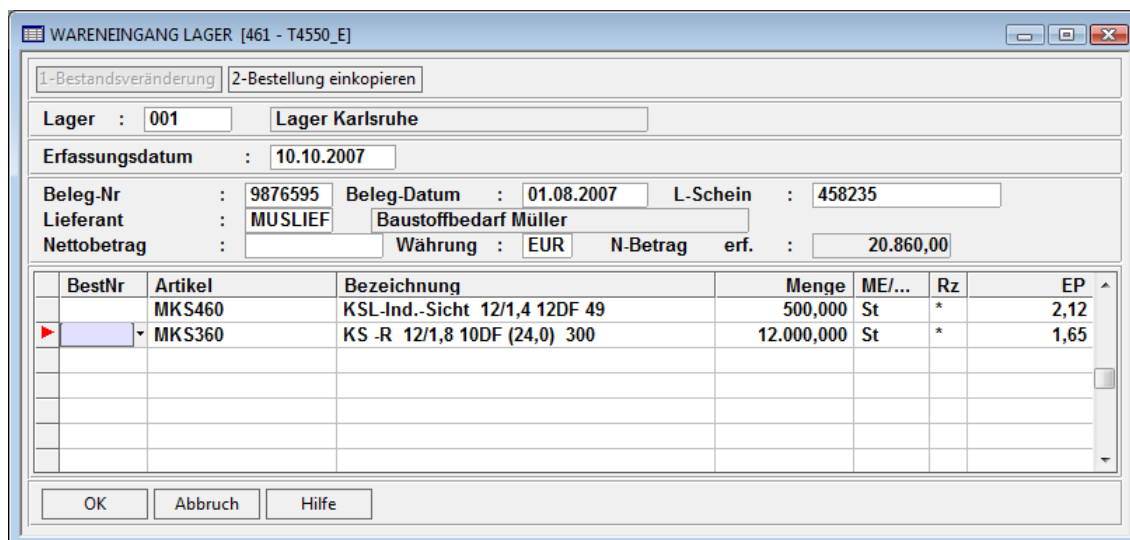 WARENEINGANG LAGER [461 - T4550_E]
1-Bestandsveränderung 2-Bestellung einkopieren
Lager : 001 Lager Karlsruhe
Erfassungsdatum : 10.10.2007
Beleg-Nr : 9876595 Beleg-Datum : 01.08.2007 L-Schein : 458235
Lieferant : MUSLIEF Baustoffbedarf Müller
Nettobetrag : Währung : EUR N-Betrag erf. : 20.860,00
BestNr Artikel Bezeichnung Menge ME/... Rz EP
MKS460 KSL-Ind.-Sicht 12/1,4 12DF 49 500,000 St * 2,12
MKS360 KS -R 12/1,8 10DF (24,0) 300 12.000,000 St * 1,65
OK Abbruch Hilfe